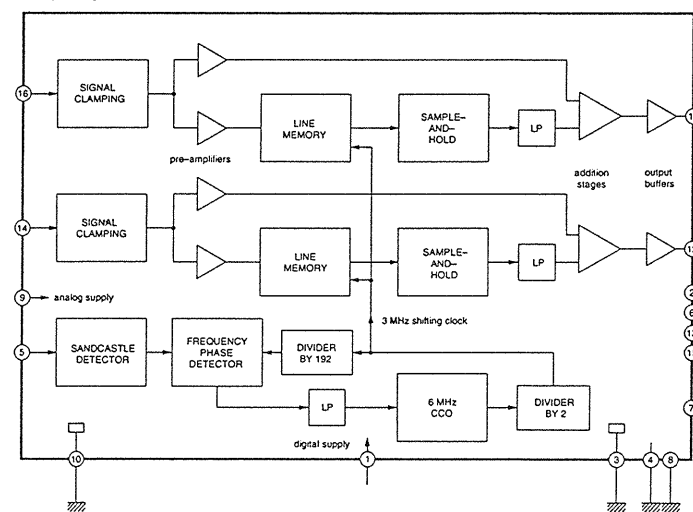 16
SIGNAL CLAMPING
pre-amplifiers
LINE MEMORY
SAMPLE-AND-HOLD
LP
addition stages
output buffers
14
SIGNAL CLAMPING
LINE MEMORY
SAMPLE-AND-HOLD
LP
9
analog supply
3 MHz shifting clock
5
SANDCASTLE DETECTOR
FREQUENCY PHASE DETECTOR
DIVIDER BY 192
LP
6 MHz CCO
DIVIDER BY 2
7
digital supply
10
1
3
4
8